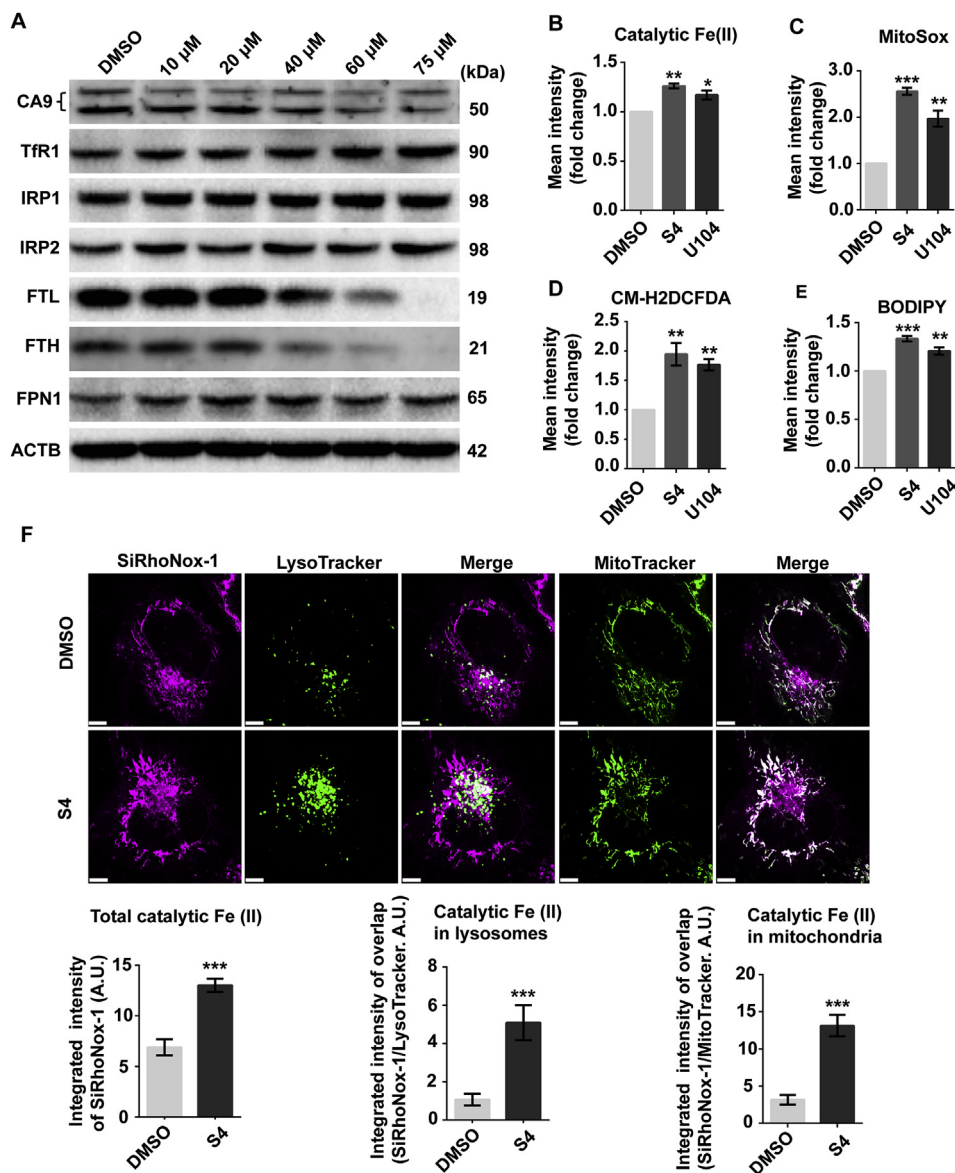 A
DMSO 10 µM 20 µM 40 µM 60 µM 75 µM (kDa)
CA9 50
TfR1 90
IRP1 98
IRP2 98
FTL 19
FTH 21
FPN1 65
ACTB 42
B
Catalytic Fe(II)
Mean intensity
(fold change)
1.5
1.0
0.5
0.0
** *
DMSO S4 U104
C
MitoSox
Mean intensity
(fold change)
3.0
2.0
1.0
0.0
*** **
DMSO S4 U104
D
CM-H2DCFDA
Mean intensity
(fold change)
2.5
2.0
1.5
1.0
0.0
** **
DMSO S4 U104
E
BODIPY
Mean intensity
(fold change)
1.5
1.0
0.5
0.0
*** **
DMSO S4 U104
F
SiRhoNox-1 LysoTracker Merge MitoTracker Merge
DMSO
S4
Total catalytic Fe (II)
Integrated intensity
of SiRhoNox-1 (A.U.)
15
13
10
5
0
***
DMSO S4
Catalytic Fe (II)
in lysosomes
Integrated intensity of overlap
(SiRhoNox-1/LysoTracker. A.U.)
8
6
4
2
0
***
DMSO S4
Catalytic Fe (II)
in mitochondria
Integrated intensity of overlap
(SiRhoNox-1/MitoTracker. A.U.)
20
15
10
5
3
0
***
DMSO S4